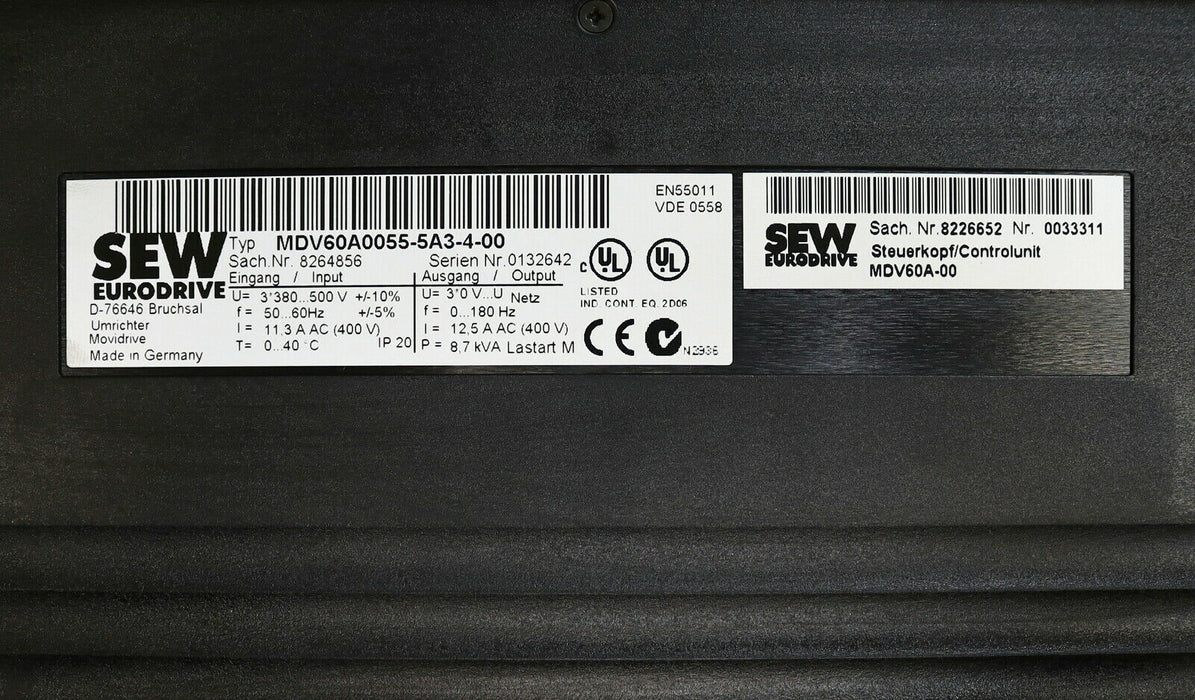 EN55011
VDE 0558
SEW
EURODRIVE
D-76646 Bruchsal
Umrichter
Movidrive
Made in Germany
Typ MDV60A0055-5A3-4-00
Sach.Nr. 8264856 Serien Nr. 0132642
Eingang / Input
U= 3*380...500 V +/-10%
f = 50...60Hz +/-5%
I = 11,3 A AC (400 V)
T= 0...40 °C IP 20
Ausgang / Output
U= 3*0 V...U Netz
f = 0...180 Hz
I = 12,5 A AC (400 V)
P = 8,7 kVA Lastart M
c UL UL
LISTED
IND. CONT. EQ. 2D06
CE N2936
SEW
EURODRIVE
Sach. Nr.8226652 Nr. 0033311
Steuerkopf/Controlunit
MDV60A-00